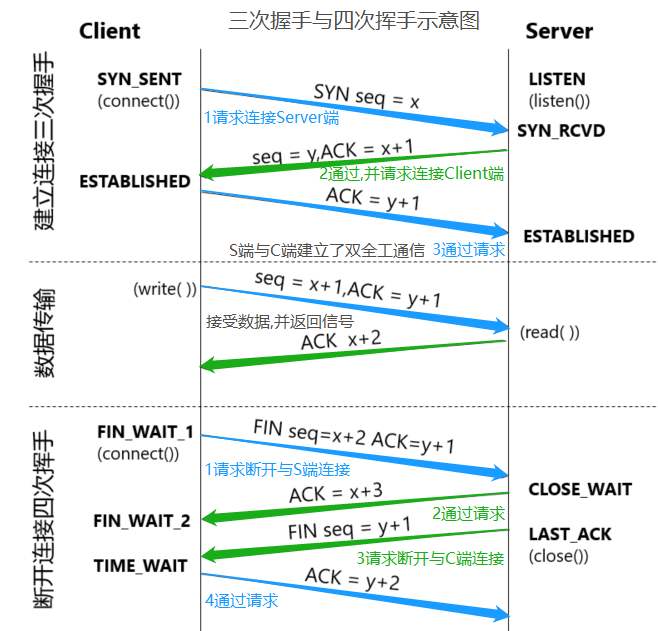 三次握手与四次挥手示意图
Client
Server
建立连接三次握手
SYN_SENT
(connect())
LISTEN
(listen())
SYN seq = x
1请求连接Server端
SYN_RCVD
seq = y,ACK = x+1
2通过,并请求连接Client端
ESTABLISHED
ACK = y+1
ESTABLISHED
S端与C端建立了双全工通信
3通过请求
数据传输
(write( ))
seq = x+1,ACK = y+1
接受数据,并返回信号
(read( ))
ACK x+2
断开连接四次挥手
FIN_WAIT_1
(connect())
FIN seq=x+2 ACK=y+1
1请求断开与S端连接
CLOSE_WAIT
ACK = x+3
2通过请求
FIN_WAIT_2
FIN seq = y+1
LAST_ACK
(close())
3请求断开与C端连接
TIME_WAIT
ACK = y+2
4通过请求